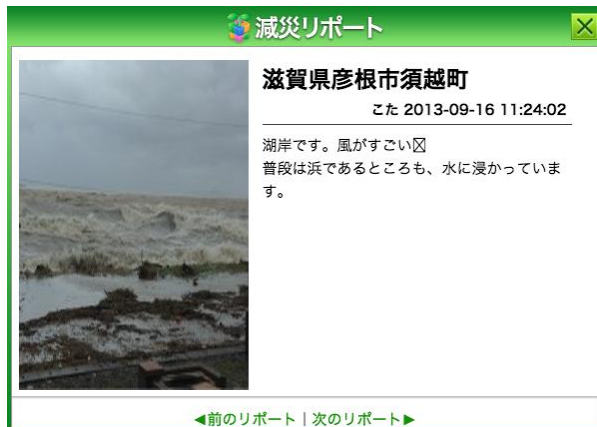 減災リポート
滋賀県彦根市須越町
こた 2013-09-16 11:24:02
湖岸です。風がすごい
普段は浜であるところも、水に浸かっていま
す。
◀前のリポート | 次のリポート▶